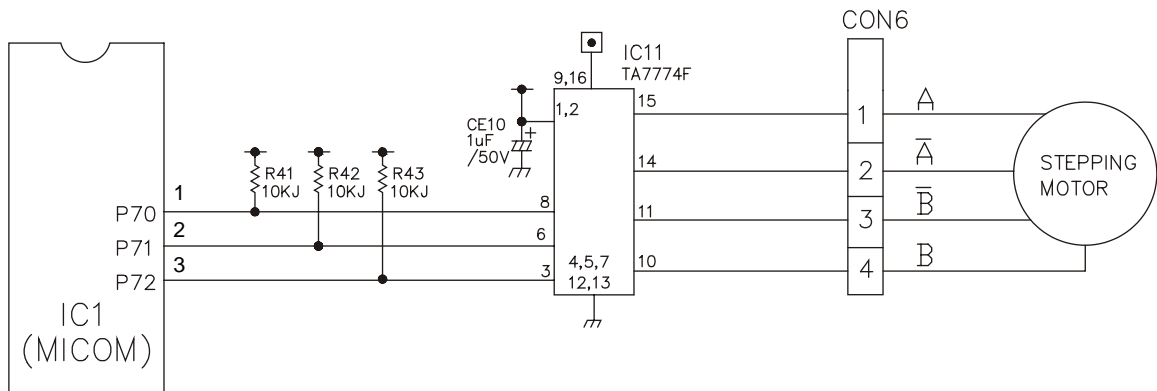 CON6
IC11
TA7774F
9,16
1,2
15
CE10
1uF
/50V
1
A
14
2
A̅
STEPPING
MOTOR
R41
10KJ
R42
10KJ
R43
10KJ
1
P70
8
11
3
B̅
2
P71
6
3
P72
3
4,5,7
12,13
10
4
B
IC1
(MICOM)